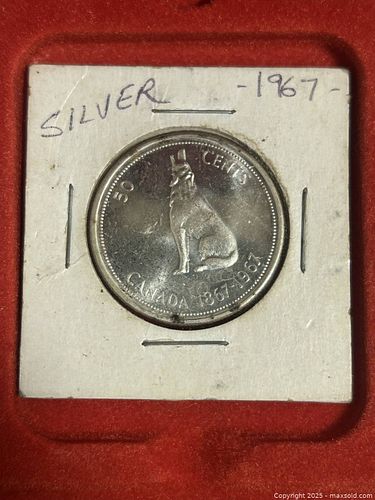 SILVER -1967-
50 CENTS
CANADA 1867-1967
Copyright 2025 - maxsold.com